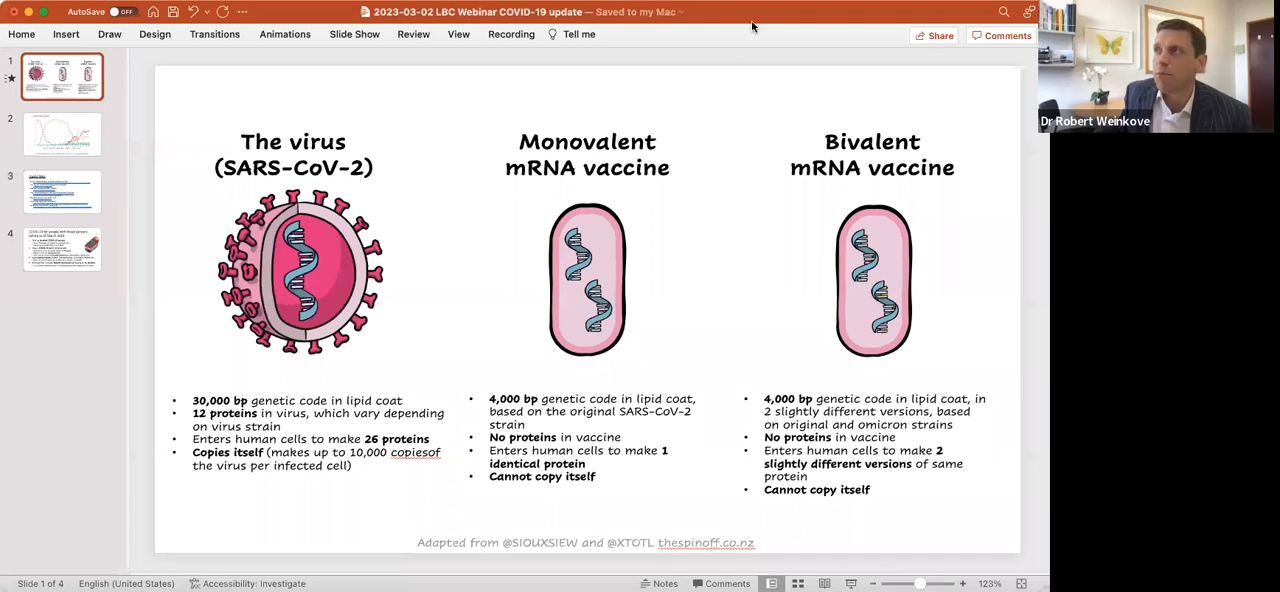 AutoSave OFF
2023-03-02 LBC Webinar COVID-19 update — Saved to my Mac
Home Insert Draw Design Transitions Animations Slide Show Review View Recording Tell me
Share Comments
Dr Robert Weinkove
1
2
3
4
The virus
(SARS-CoV-2)
30,000 bp genetic code in lipid coat
12 proteins in virus, which vary depending
on virus strain
Enters human cells to make 26 proteins
Copies itself (makes up to 10,000 copiesof
the virus per infected cell)
Monovalent
mRNA vaccine
4,000 bp genetic code in lipid coat,
based on the original SARS-CoV-2
strain
No proteins in vaccine
Enters human cells to make 1
identical protein
Cannot copy itself
Bivalent
mRNA vaccine
4,000 bp genetic code in lipid coat, in
2 slightly different versions, based
on original and omicron strains
No proteins in vaccine
Enters human cells to make 2
slightly different versions of same
protein
Cannot copy itself
Adapted from @SIOUXSIEW and @XTOTL thespinoff.co.nz
Slide 1 of 4 English (United States) Accessibility: Investigate Notes Comments 123%